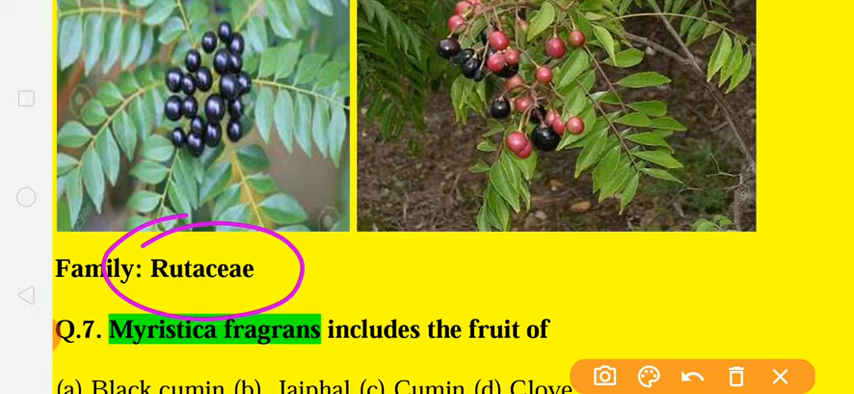 Family: Rutaceae
Q.7. Myristica fragrans includes the fruit of
(a) Black cumin (b) Jaiphal (c) Cumin (d) Clove